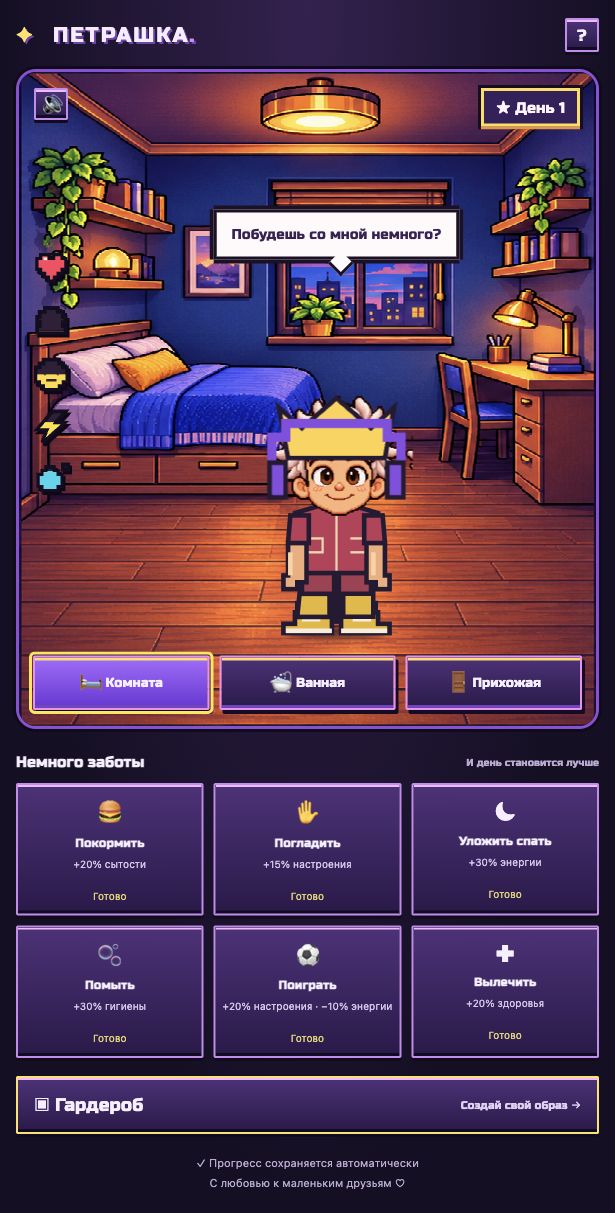 ПЕТРАШКА.
?
★ День 1
Побудешь со мной немного?
Комната
Ванная
Прихожая
Немного заботы
И день становится лучше
Покормить
+20% сытости
Готово
Погладить
+15% настроения
Готово
Уложить спать
+30% энергии
Готово
Помыть
+30% гигиены
Готово
Поиграть
+20% настроения · −10% энергии
Готово
Вылечить
+20% здоровья
Готово
▣ Гардероб
Создай свой образ →
✓ Прогресс сохраняется автоматически
С любовью к маленьким друзьям ♡